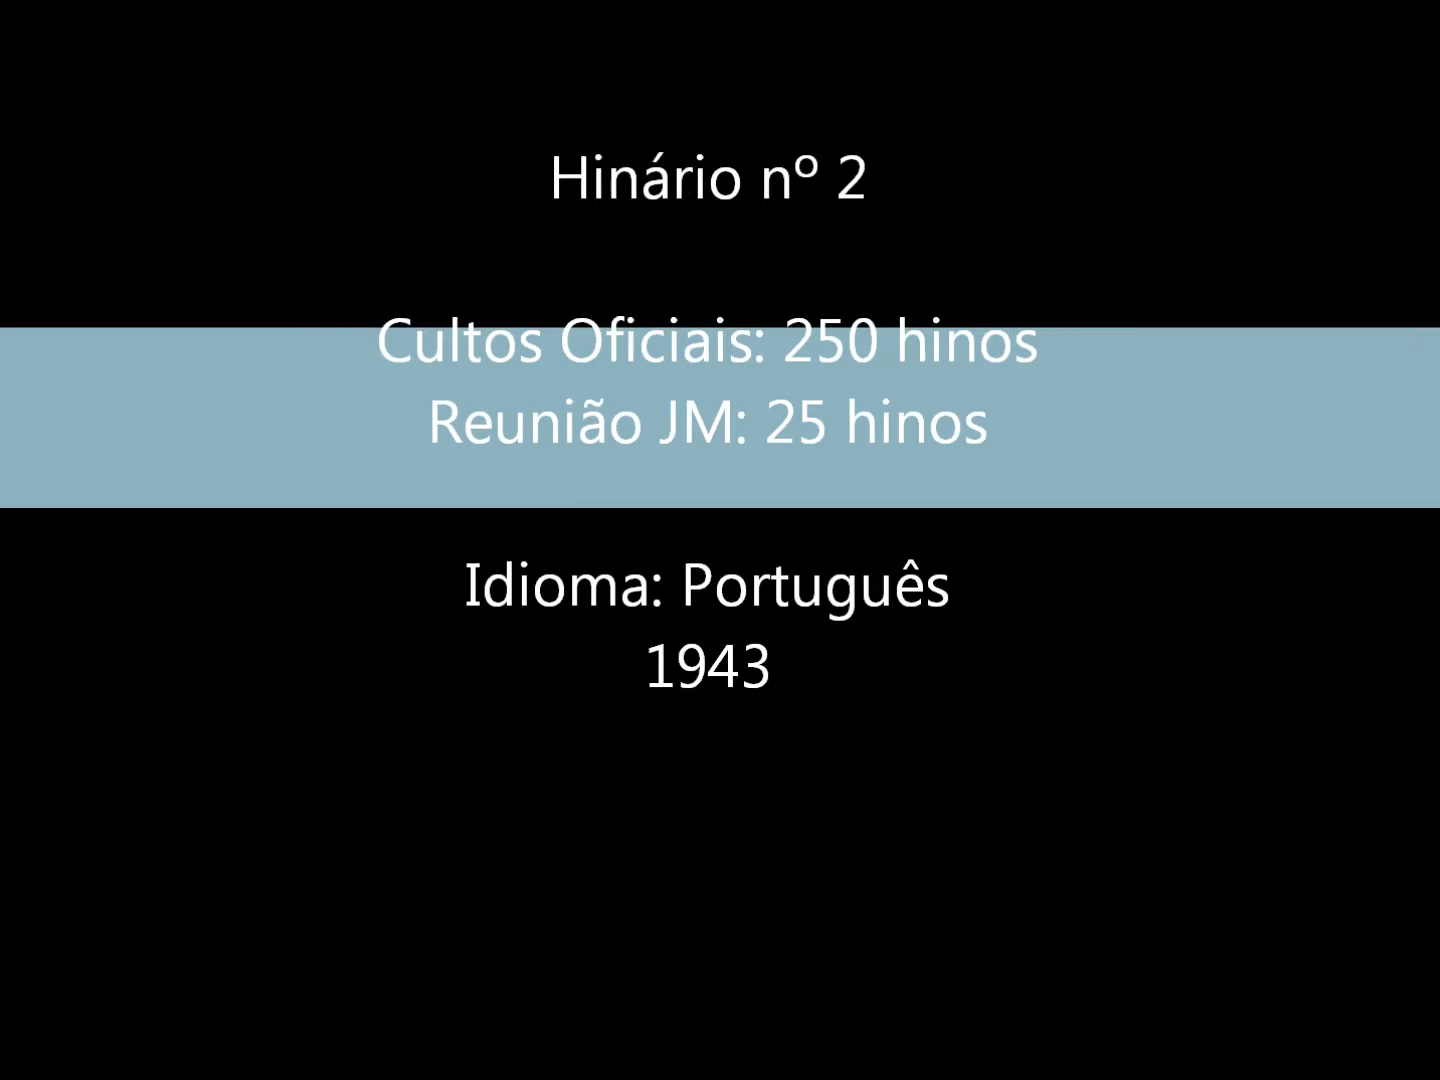 Hinário nº 2
Cultos Oficiais: 250 hinos
Reunião JM: 25 hinos
Idioma: Português
1943